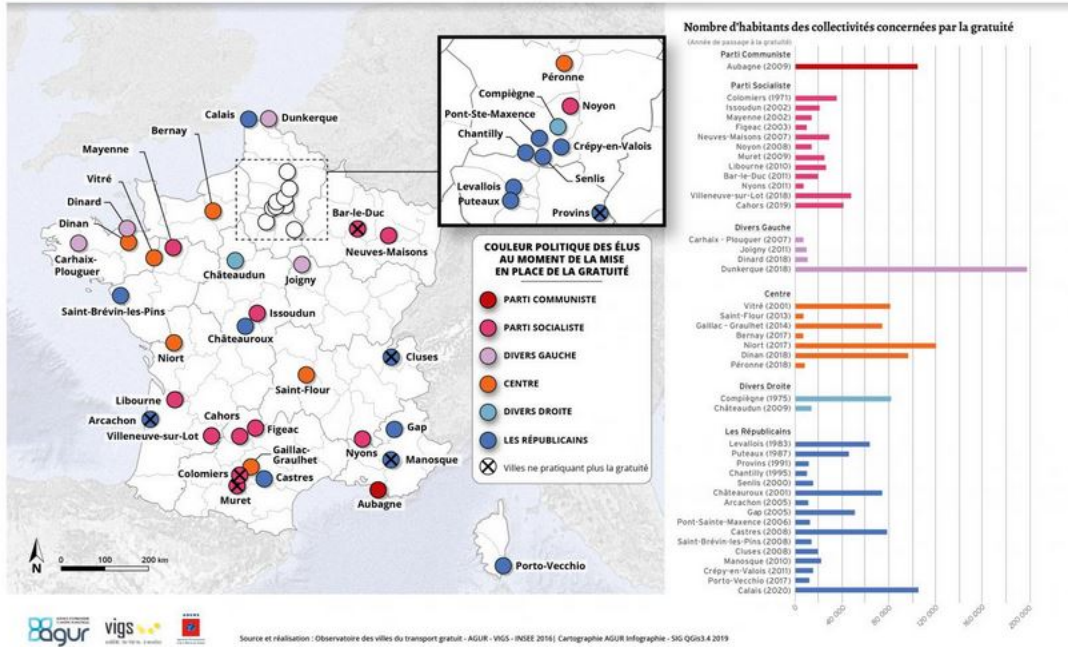 Calais
Dunkerque
Bernay
Mayenne
Vitré
Dinard
Dinan
Carhaix-
Plouguer
Saint-Brévin-les-Pins
Châteaudun
Joigny
Bar-le-Duc
Neuves-Maisons
Issoudun
Châteauroux
Niort
Cluses
Saint-Flour
Libourne
Arcachon
Cahors
Villeneuve-sur-Lot
Figeac
Gaillac-
Graulhet
Colomiers
Muret
Castres
Nyons
Gap
Manosque
Aubagne
Porto-Vecchio
N
0 100 200 km
Péronne
Compiègne
Noyon
Pont-Ste-Maxence
Chantilly
Crépy-en-Valois
Senlis
Levallois
Puteaux
Provins
COULEUR POLITIQUE DES ÉLUS
AU MOMENT DE LA MISE
EN PLACE DE LA GRATUITÉ
PARTI COMMUNISTE
PARTI SOCIALISTE
DIVERS GAUCHE
CENTRE
DIVERS DROITE
LES RÉPUBLICAINS
Villes ne pratiquant plus la gratuité
Nombre d'habitants des collectivités concernées par la gratuité
(Année de passage à la gratuité)
Parti Communiste
Aubagne (2009)
Parti Socialiste
Colomiers (1971)
Issoudun (2002)
Mayenne (2002)
Figeac (2003)
Neuves-Maisons (2007)
Noyon (2008)
Muret (2009)
Libourne (2010)
Bar-le-Duc (2011)
Nyons (2011)
Villeneuve-sur-Lot (2018)
Cahors (2019)
Divers Gauche
Carhaix - Plouguer (2007)
Joigny (2011)
Dinard (2018)
Dunkerque (2018)
Centre
Vitré (2001)
Saint-Flour (2013)
Gaillac - Graulhet (2014)
Bernay (2017)
Niort (2017)
Dinan (2018)
Péronne (2018)
Divers Droite
Compiègne (1975)
Châteaudun (2009)
Les Républicains
Levallois (1983)
Puteaux (1987)
Provins (1991)
Chantilly (1995)
Senlis (2000)
Châteauroux (2001)
Arcachon (2005)
Gap (2005)
Pont-Sainte-Maxence (2006)
Castres (2008)
Saint-Brévin-les-Pins (2008)
Cluses (2008)
Manosque (2010)
Crépy-en-Valois (2011)
Porto-Vecchio (2017)
Calais (2020)
0 40 000 80 000 120 000 160 000 200 000
agur
vigs
Source et réalisation : Observatoire des villes du transport gratuit - AGUR - VIGS - INSEE 2016| Cartographie AGUR Infographie - SIG QGis3.4 2019